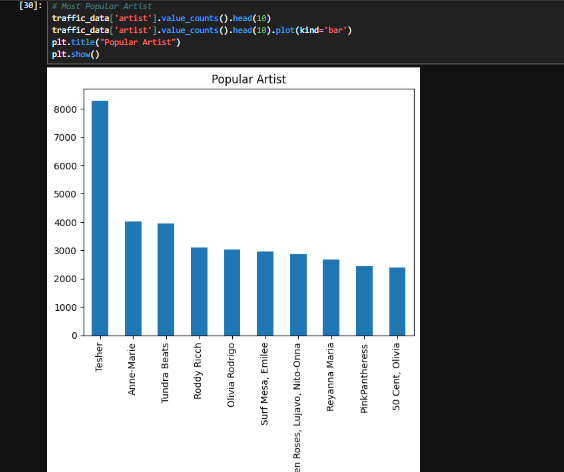 [30]:
# Most Popular Artist
traffic_data['artist'].value_counts().head(10)
traffic_data['artist'].value_counts().head(10).plot(kind='bar')
plt.title("Popular Artist")
plt.show()
Popular Artist
8000
7000
6000
5000
4000
3000
2000
1000
0
Tesher
Anne-Marie
Tundra Beats
Roddy Ricch
Olivia Rodrigo
Surf Mesa, Emilee
Roses, Lujavo, Nito-Onna
Reyanna Maria
PinkPantheress
50 Cent, Olivia